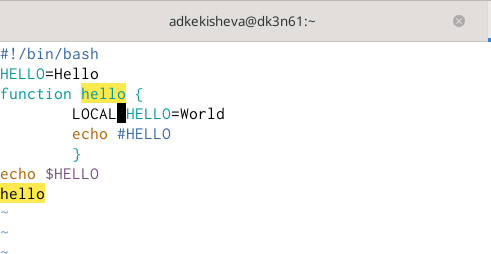 adkekisheva@dk3n61:~
#!/bin/bash
HELLO=Hello
function hello {
        LOCAL HELLO=World
        echo #HELLO
        }
echo $HELLO
hello
~
~
~